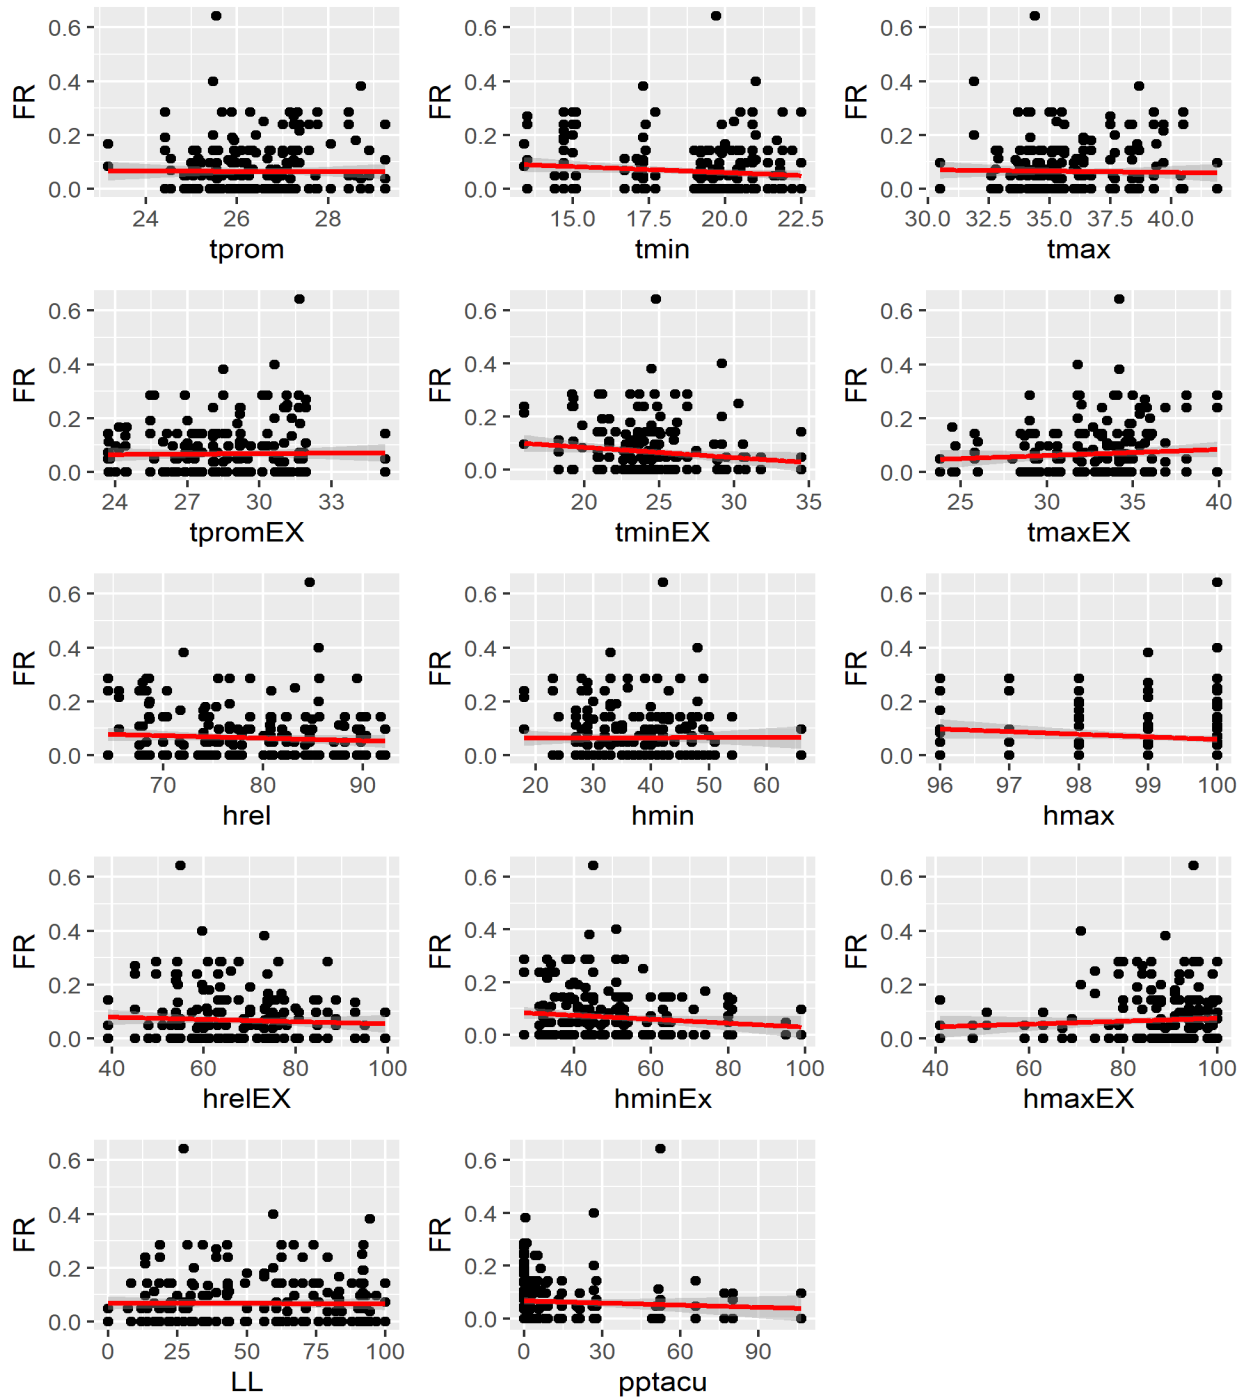 FR
0.6
0.4
0.2
0.0
24 26 28
tprom
FR
0.6
0.4
0.2
0.0
15.0 17.5 20.0 22.5
tmin
FR
0.6
0.4
0.2
0.0
30.0 32.5 35.0 37.5 40.0
tmax
FR
0.6
0.4
0.2
0.0
24 27 30 33
tpromEX
FR
0.6
0.4
0.2
0.0
20 25 30 35
tminEX
FR
0.6
0.4
0.2
0.0
25 30 35 40
tmaxEX
FR
0.6
0.4
0.2
0.0
70 80 90
hrel
FR
0.6
0.4
0.2
0.0
20 30 40 50 60
hmin
FR
0.6
0.4
0.2
0.0
96 97 98 99 100
hmax
FR
0.6
0.4
0.2
0.0
40 60 80 100
hrelEX
FR
0.6
0.4
0.2
0.0
40 60 80 100
hminEx
FR
0.6
0.4
0.2
0.0
40 60 80 100
hmaxEX
FR
0.6
0.4
0.2
0.0
0 25 50 75 100
LL
FR
0.6
0.4
0.2
0.0
0 30 60 90
pptacu